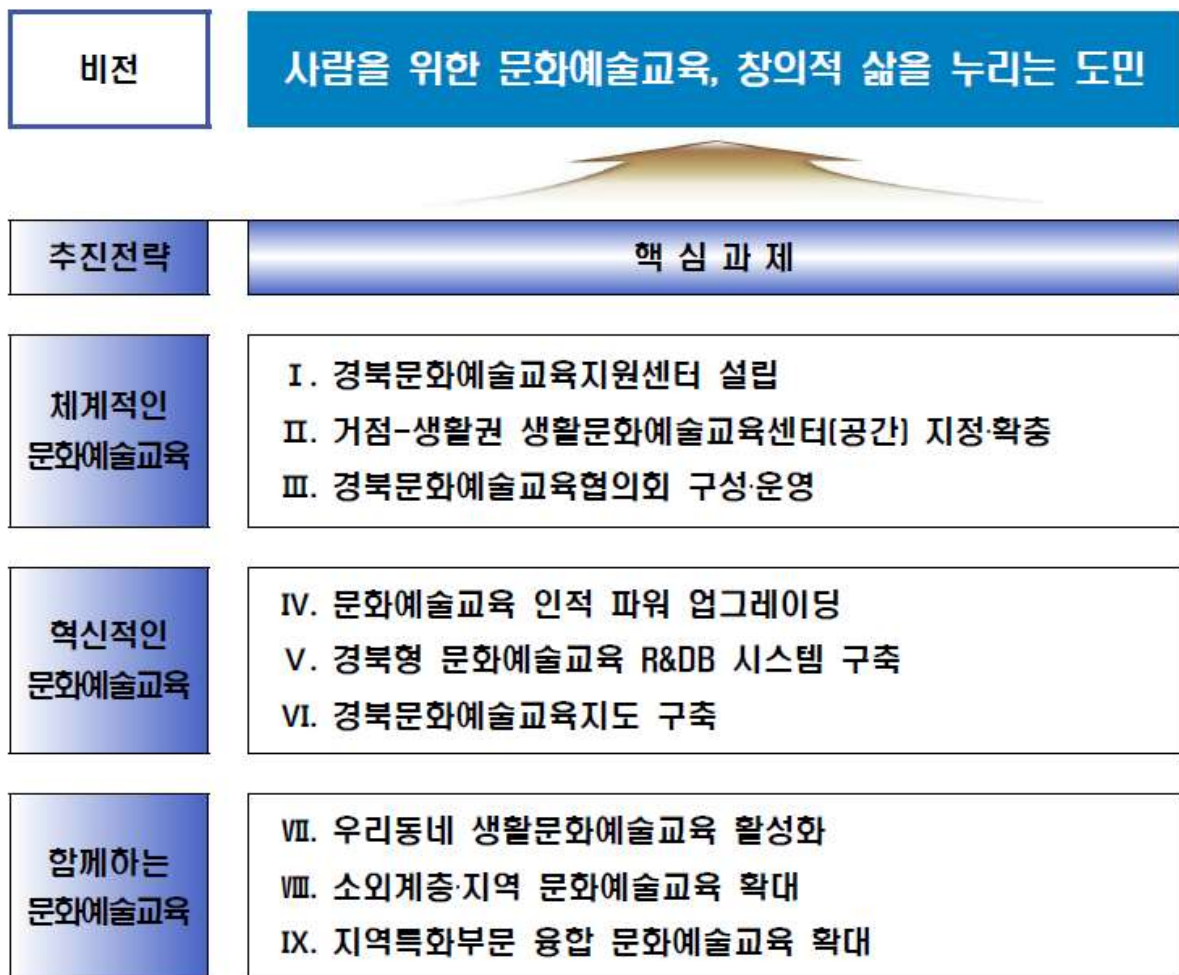 비전
사람을 위한 문화예술교육, 창의적 삶을 누리는 도민
추진전략
핵 심 과 제
체계적인
문화예술교육
Ⅰ. 경북문화예술교육지원센터 설립
Ⅱ. 거점-생활권 생활문화예술교육센터(공간) 지정·확충
Ⅲ. 경북문화예술교육협의회 구성·운영
혁신적인
문화예술교육
Ⅳ. 문화예술교육 인적 파워 업그레이딩
Ⅴ. 경북형 문화예술교육 R&DB 시스템 구축
Ⅵ. 경북문화예술교육지도 구축
함께하는
문화예술교육
Ⅶ. 우리동네 생활문화예술교육 활성화
Ⅷ. 소외계층·지역 문화예술교육 확대
Ⅸ. 지역특화부문 융합 문화예술교육 확대